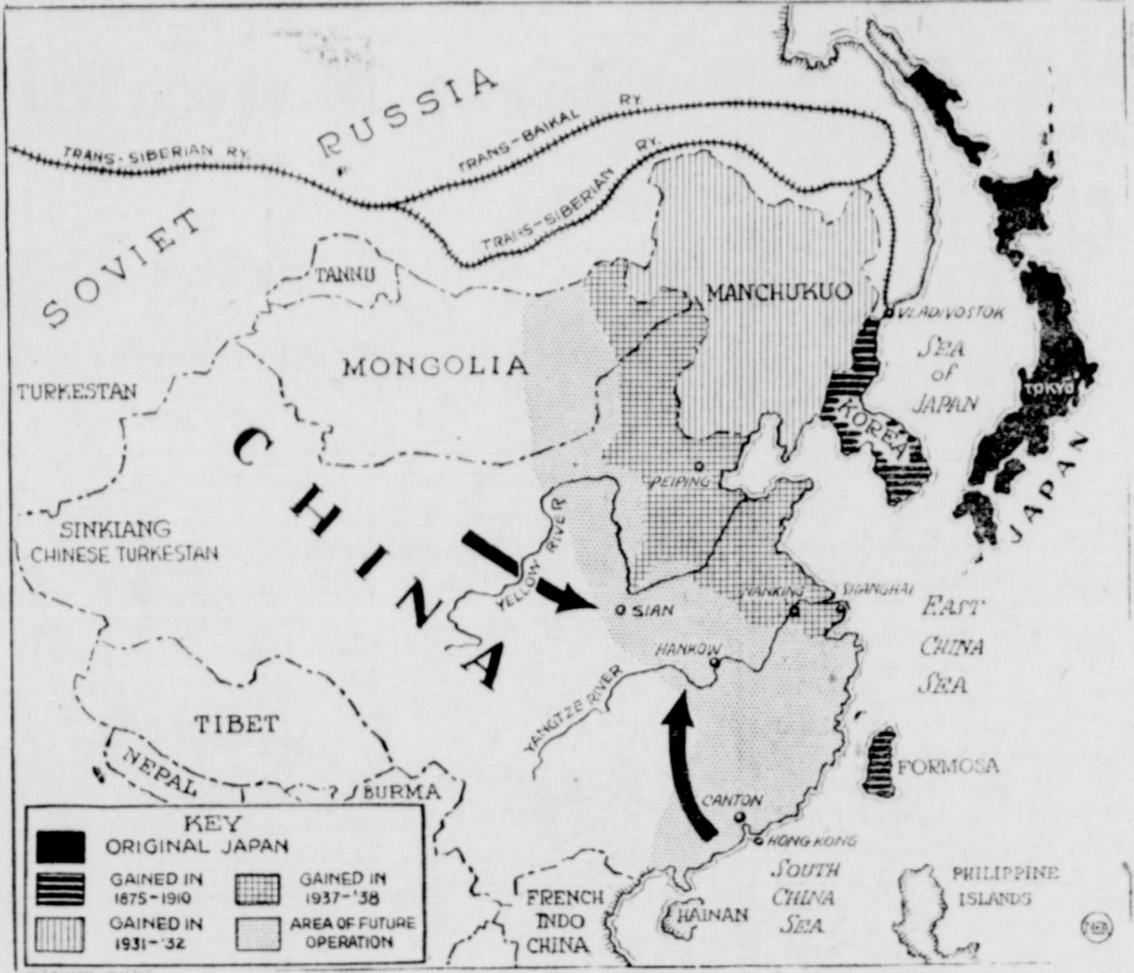 SOVIET RUSSIA
TRANS-SIBERIAN RY.
TRANS-BAIKAL RY.
TRANS-SIBERIAN RY.
TANNU
MONGOLIA
MANCHUKUO
VLADIVOSTOK
SEA
of
JAPAN
TOKYO
JAPAN
KOREA
TURKESTAN
CHINA
PEIPING
SINKIANG
CHINESE TURKESTAN
YELLOW RIVER
SIAN
NANKING
SHANGHAI
EAST
CHINA
SEA
HANKOW
YANGTZE RIVER
TIBET
NEPAL
? BURMA
FORMOSA
CANTON
HONG KONG
SOUTH
CHINA
SEA
FRENCH
INDO
CHINA
HAINAN
PHILIPPINE
ISLANDS
NEA
KEY
ORIGINAL JAPAN
GAINED IN
1875-1910
GAINED IN
1937-'38
GAINED IN
1931-'32
AREA OF FUTURE
OPERATION